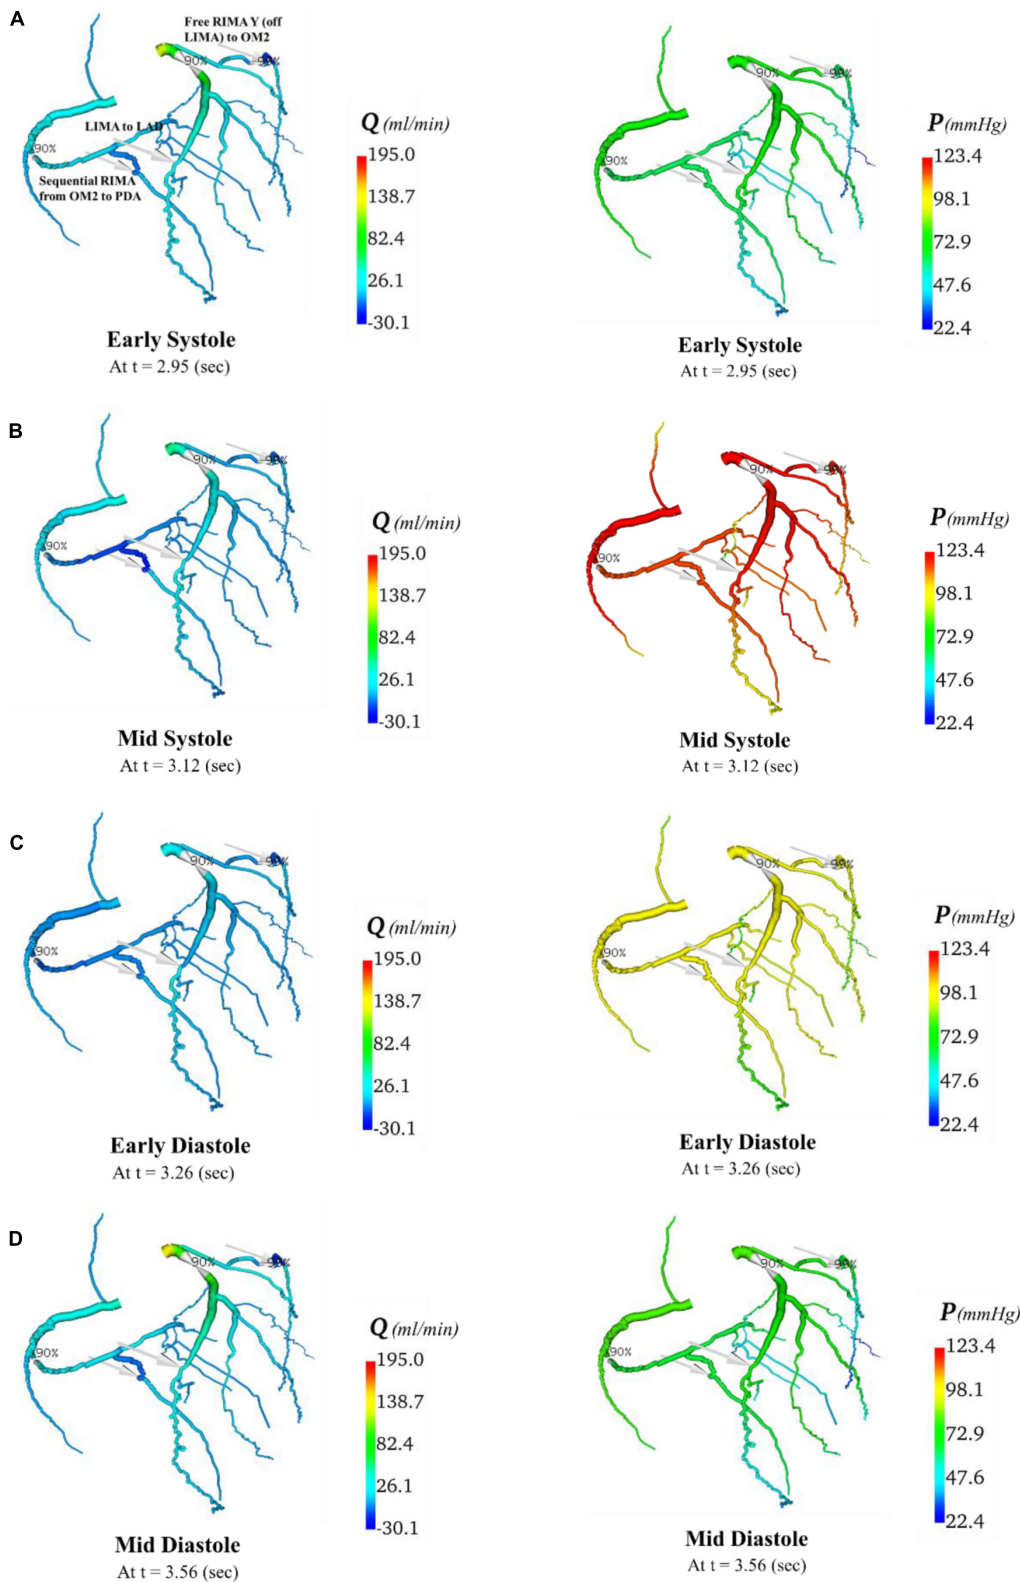 A
Free RIMA Y (off
LIMA) to OM2
90%
90%
LIMA to LAD
90%
Sequential RIMA
from OM2 to PDA
Q (ml/min)
195.0
138.7
82.4
26.1
-30.1
Early Systole
At t = 2.95 (sec)
90%
90%
90%
P (mmHg)
123.4
98.1
72.9
47.6
22.4
Early Systole
At t = 2.95 (sec)
B
90%
90%
90%
Q (ml/min)
195.0
138.7
82.4
26.1
-30.1
Mid Systole
At t = 3.12 (sec)
90%
90%
90%
P (mmHg)
123.4
98.1
72.9
47.6
22.4
Mid Systole
At t = 3.12 (sec)
C
90%
90%
90%
Q (ml/min)
195.0
138.7
82.4
26.1
-30.1
Early Diastole
At t = 3.26 (sec)
90%
90%
90%
P (mmHg)
123.4
98.1
72.9
47.6
22.4
Early Diastole
At t = 3.26 (sec)
D
90%
90%
90%
Q (ml/min)
195.0
138.7
82.4
26.1
-30.1
Mid Diastole
At t = 3.56 (sec)
90%
90%
90%
P (mmHg)
123.4
98.1
72.9
47.6
22.4
Mid Diastole
At t = 3.56 (sec)